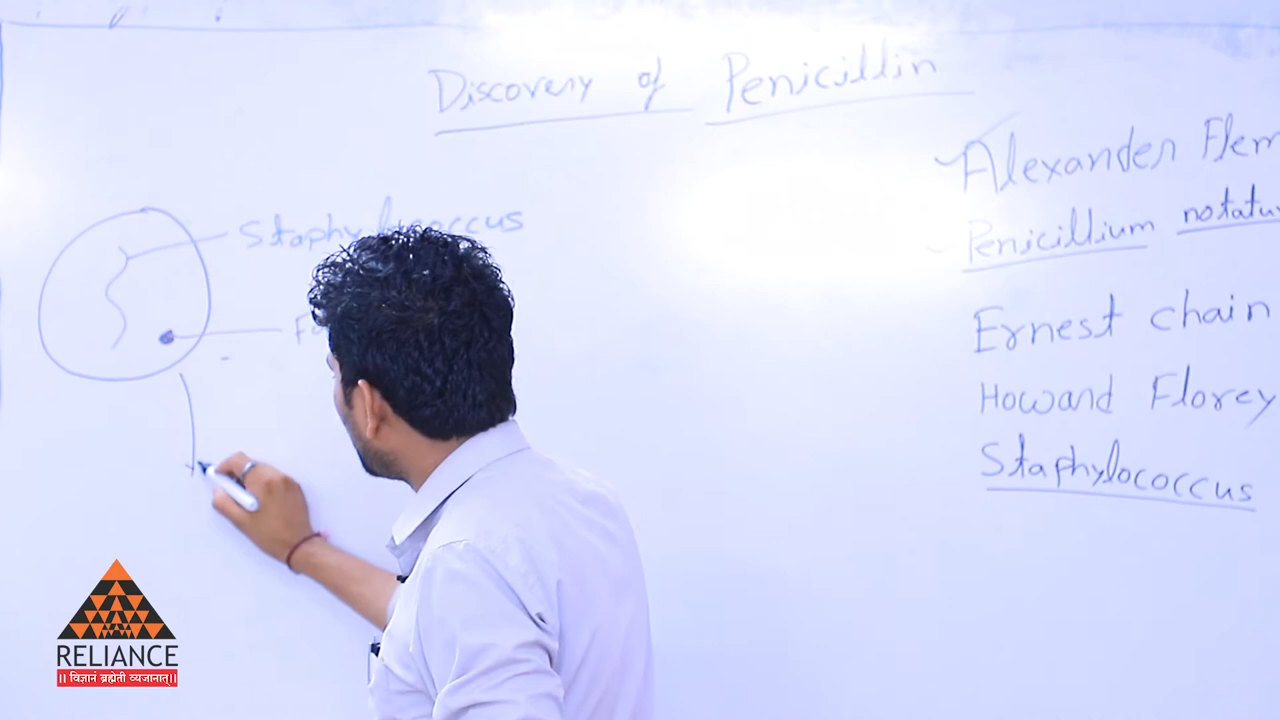 Discovery of Penicillin
Alexander Flem
Penicillium notatu
Ernest chain
Howard Florey
Staphylococcus
Staphylococcus
F
RELIANCE
|| विज्ञानं ब्रह्मेती व्यजानात् ||